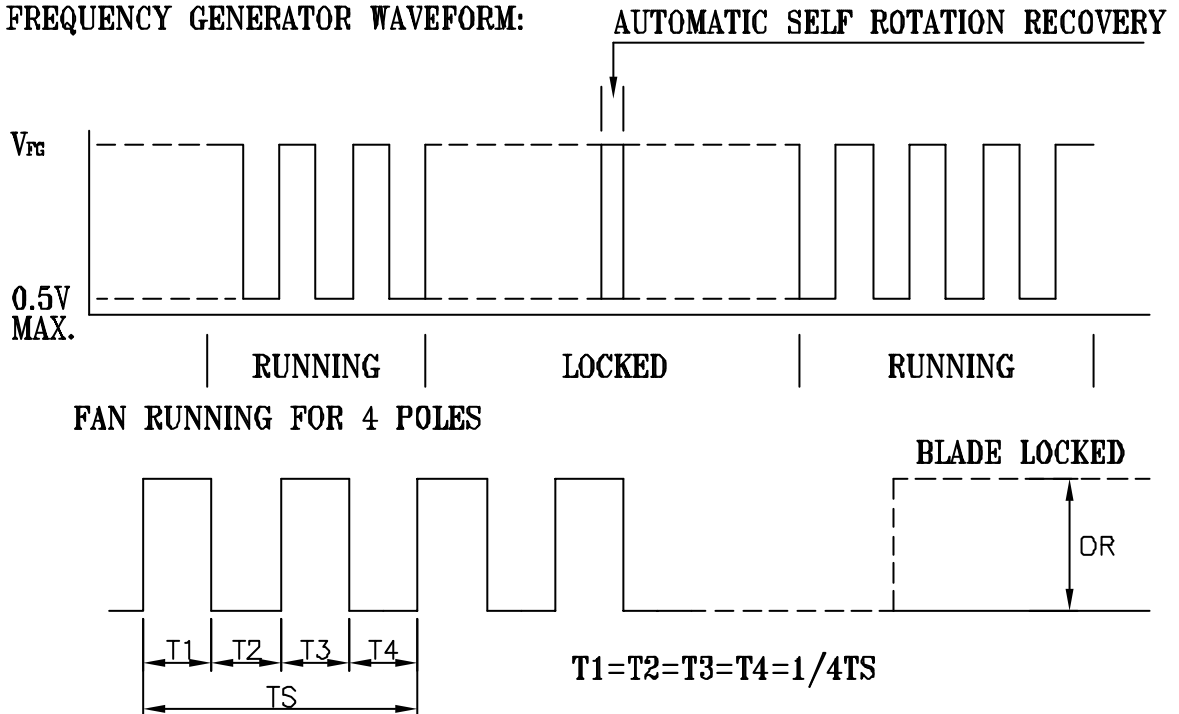 FREQUENCY GENERATOR WAVEFORM:
AUTOMATIC SELF ROTATION RECOVERY
VFG
0.5V
MAX.
RUNNING
LOCKED
RUNNING
FAN RUNNING FOR 4 POLES
BLADE LOCKED
OR
T1
T2
T3
T4
TS
T1=T2=T3=T4=1/4TS